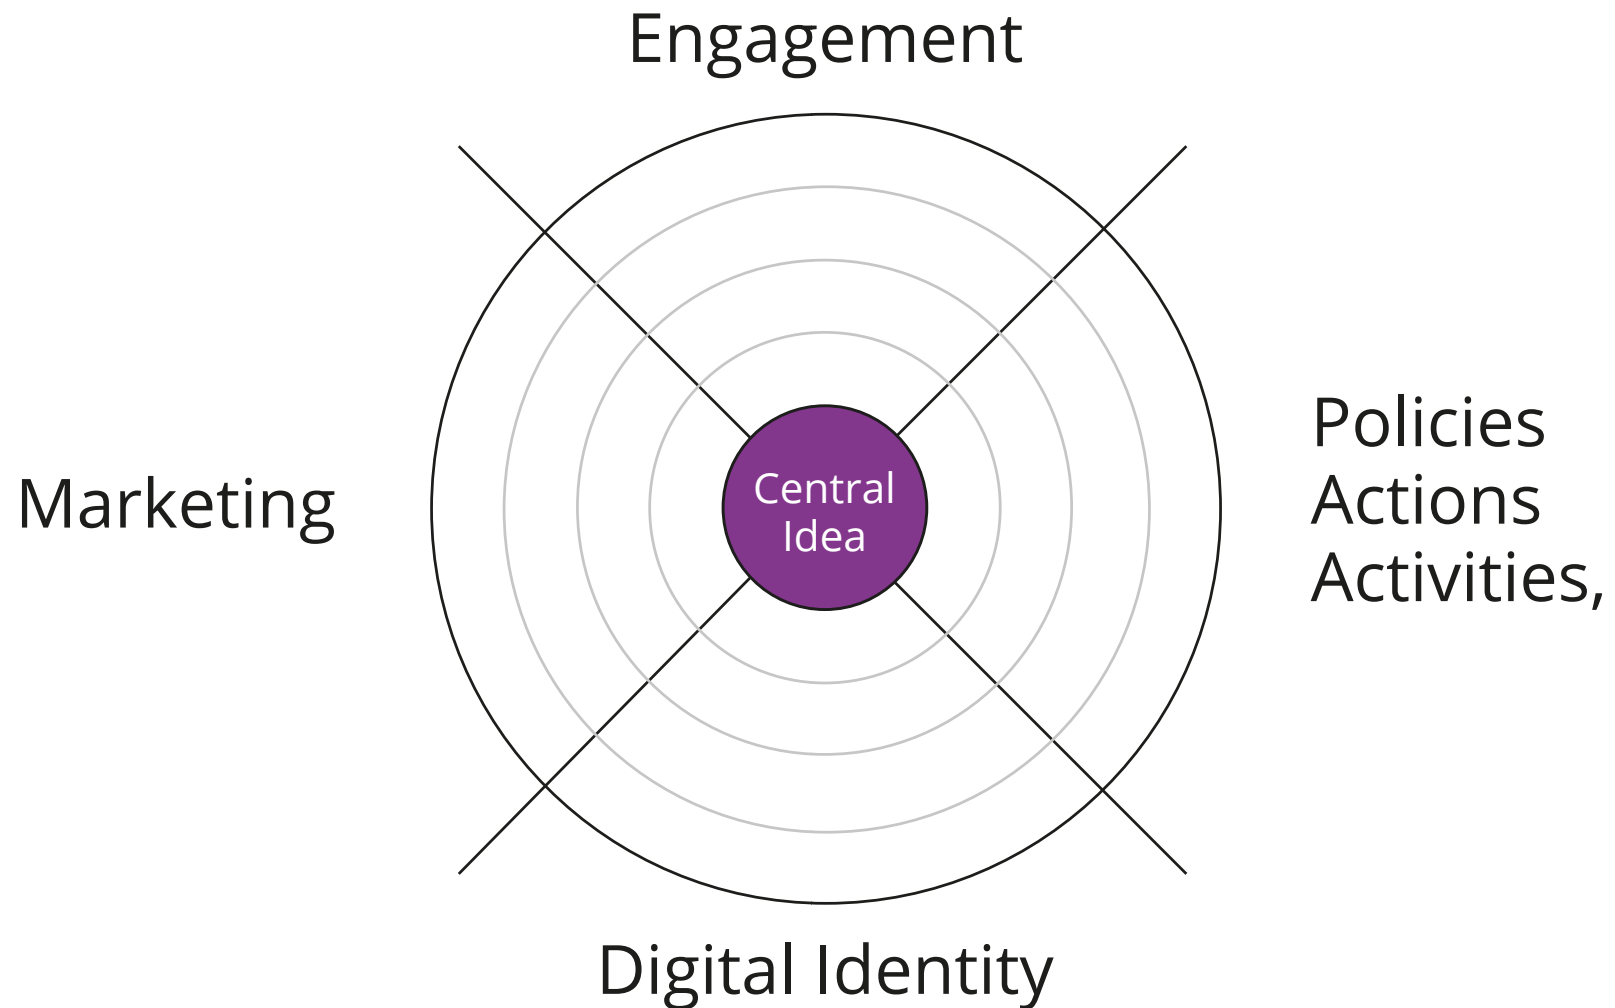 Engagement
Marketing
Central
Idea
Policies
Actions
Activities,
Digital Identity